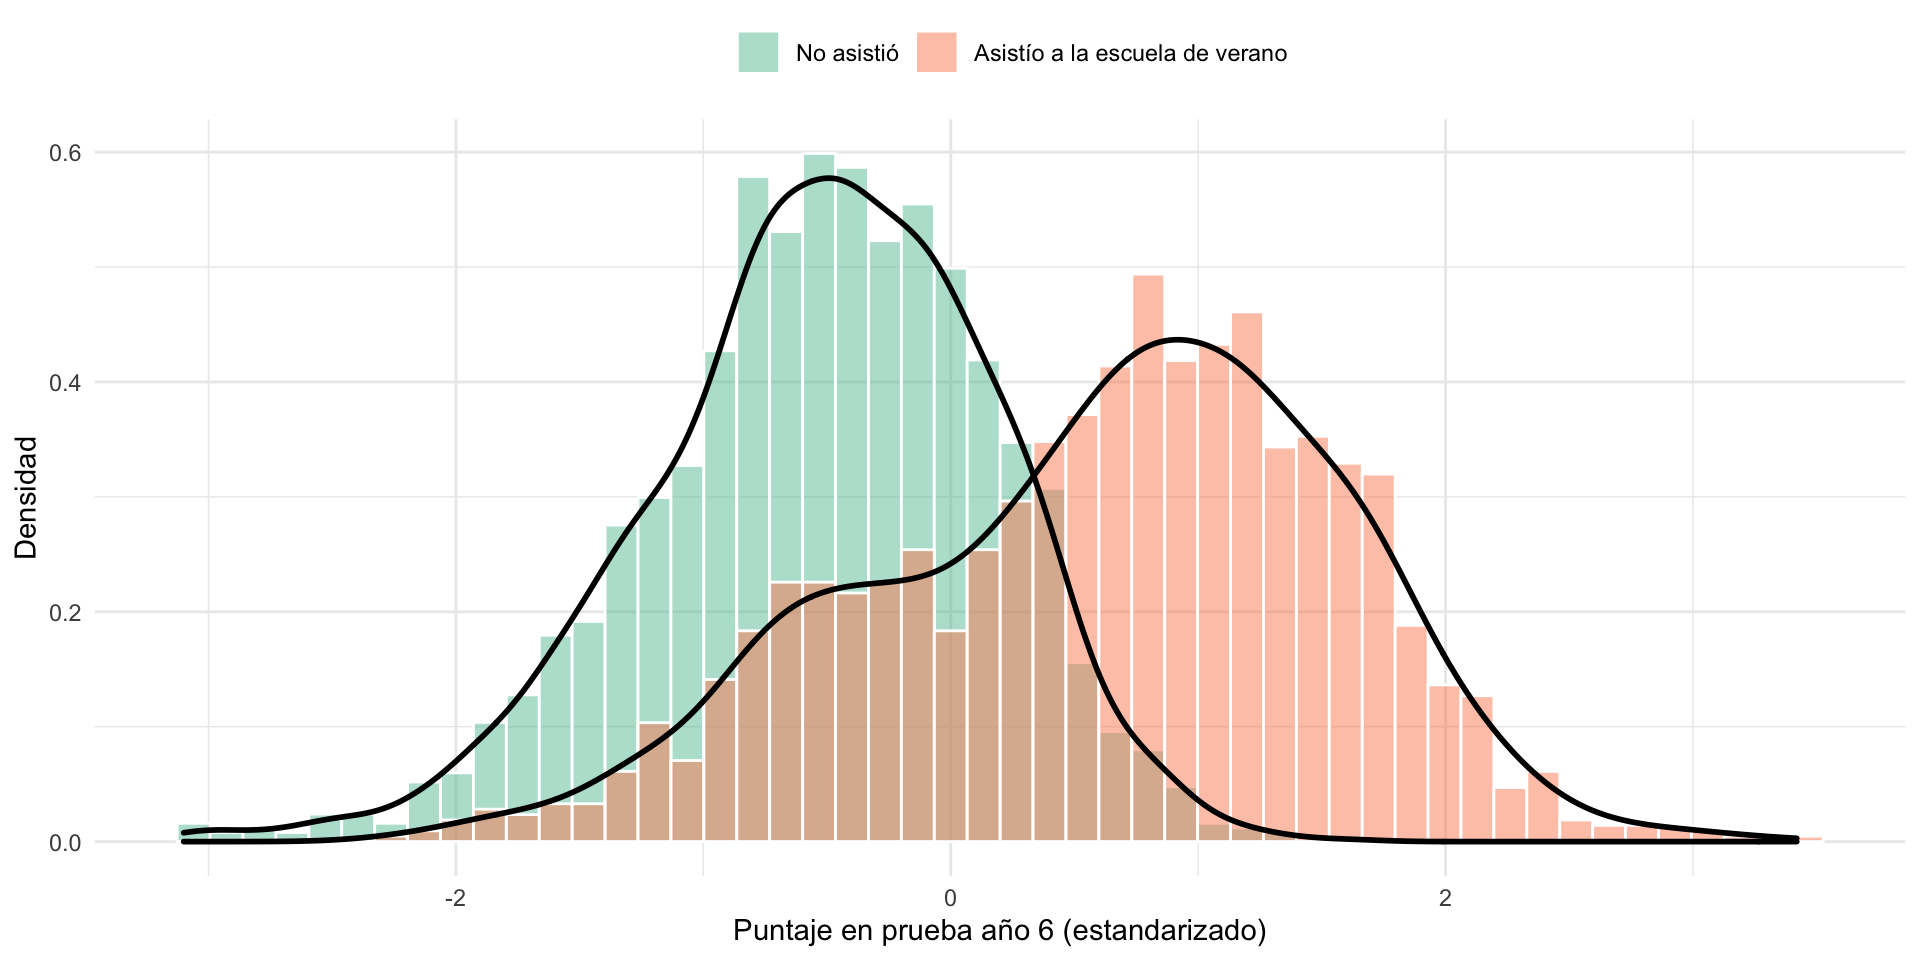 No asistió
Asistío a la escuela de verano
Densidad
0.6
0.4
0.2
0.0
-2
0
2
Puntaje en prueba año 6 (estandarizado)